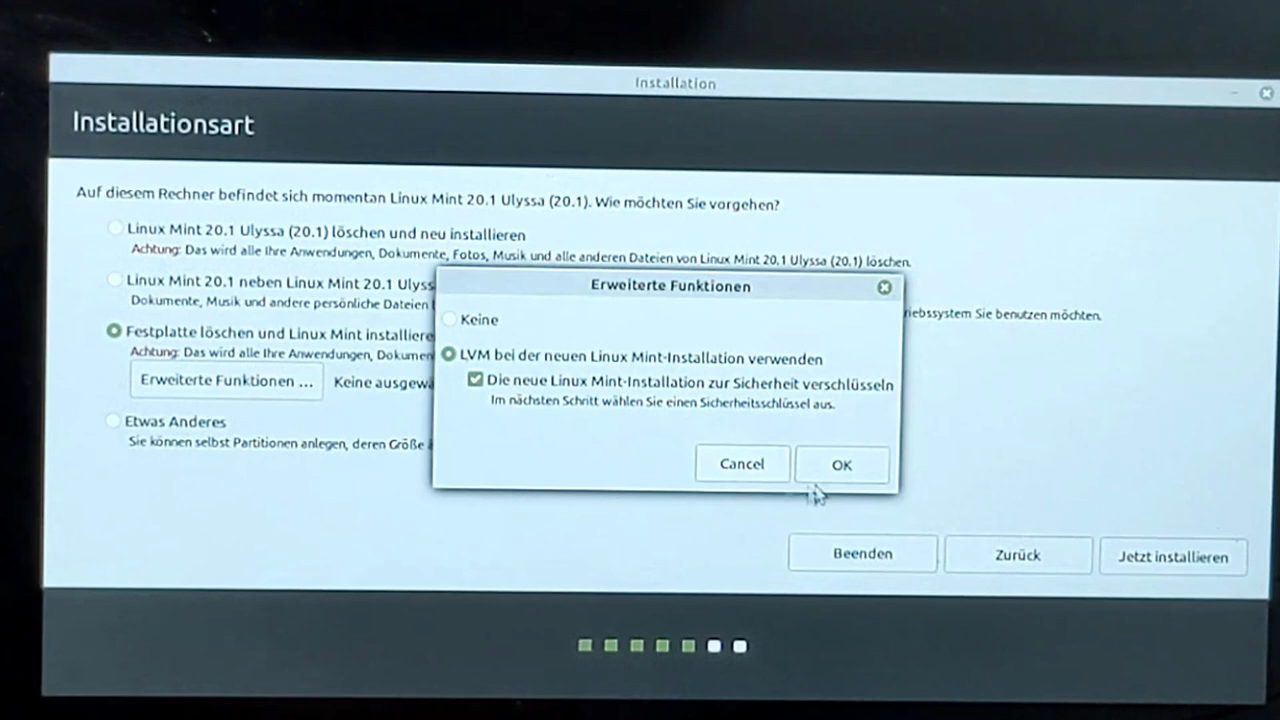 Installation
Installationsart
Auf diesem Rechner befindet sich momentan Linux Mint 20.1 Ulyssa (20.1). Wie möchten Sie vorgehen?
Linux Mint 20.1 Ulyssa (20.1) löschen und neu installieren
Achtung: Das wird alle Ihre Anwendungen, Dokumente, Fotos, Musik und alle anderen Dateien von Linux Mint 20.1 Ulyssa (20.1) löschen.
Linux Mint 20.1 neben Linux Mint 20.1 Ulyss
Dokumente, Musik und andere persönliche Dateien
riebssystem Sie benutzen möchten.
Festplatte löschen und Linux Mint installiere
Achtung: Das wird alle Ihre Anwendungen, Dokumen
Erweiterte Funktionen ...
Keine ausgewä
Etwas Anderes
Sie können selbst Partitionen anlegen, deren Größe
Erweiterte Funktionen
Keine
LVM bei der neuen Linux Mint-Installation verwenden
Die neue Linux Mint-Installation zur Sicherheit verschlüsseln
Im nächsten Schritt wählen Sie einen Sicherheitsschlüssel aus.
Cancel
OK
Beenden
Zurück
Jetzt installieren